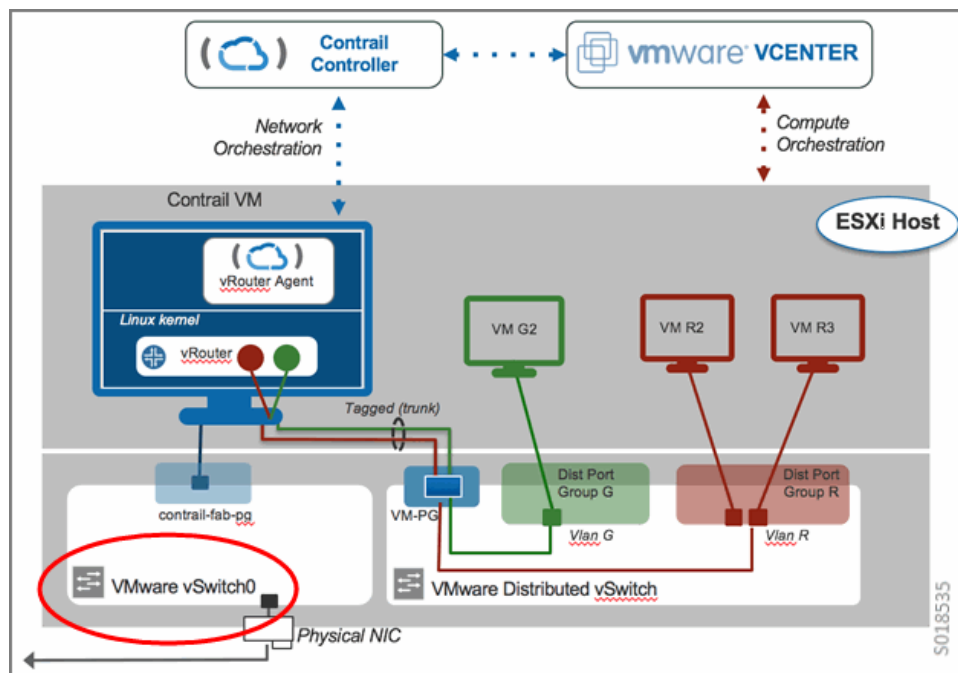 Contrail
Controller
vmware® VCENTER
Network
Orchestration
Compute
Orchestration
Contrail VM
ESXi Host
vRouter Agent
Linux kernel
vRouter
VM G2
VM R2
VM R3
Tagged (trunk)
contrail-fab-pg
VM-PG
Dist Port
Group G
Dist Port
Group R
Vlan G
Vlan R
VMware vSwitch0
VMware Distributed vSwitch
Physical NIC
S018535